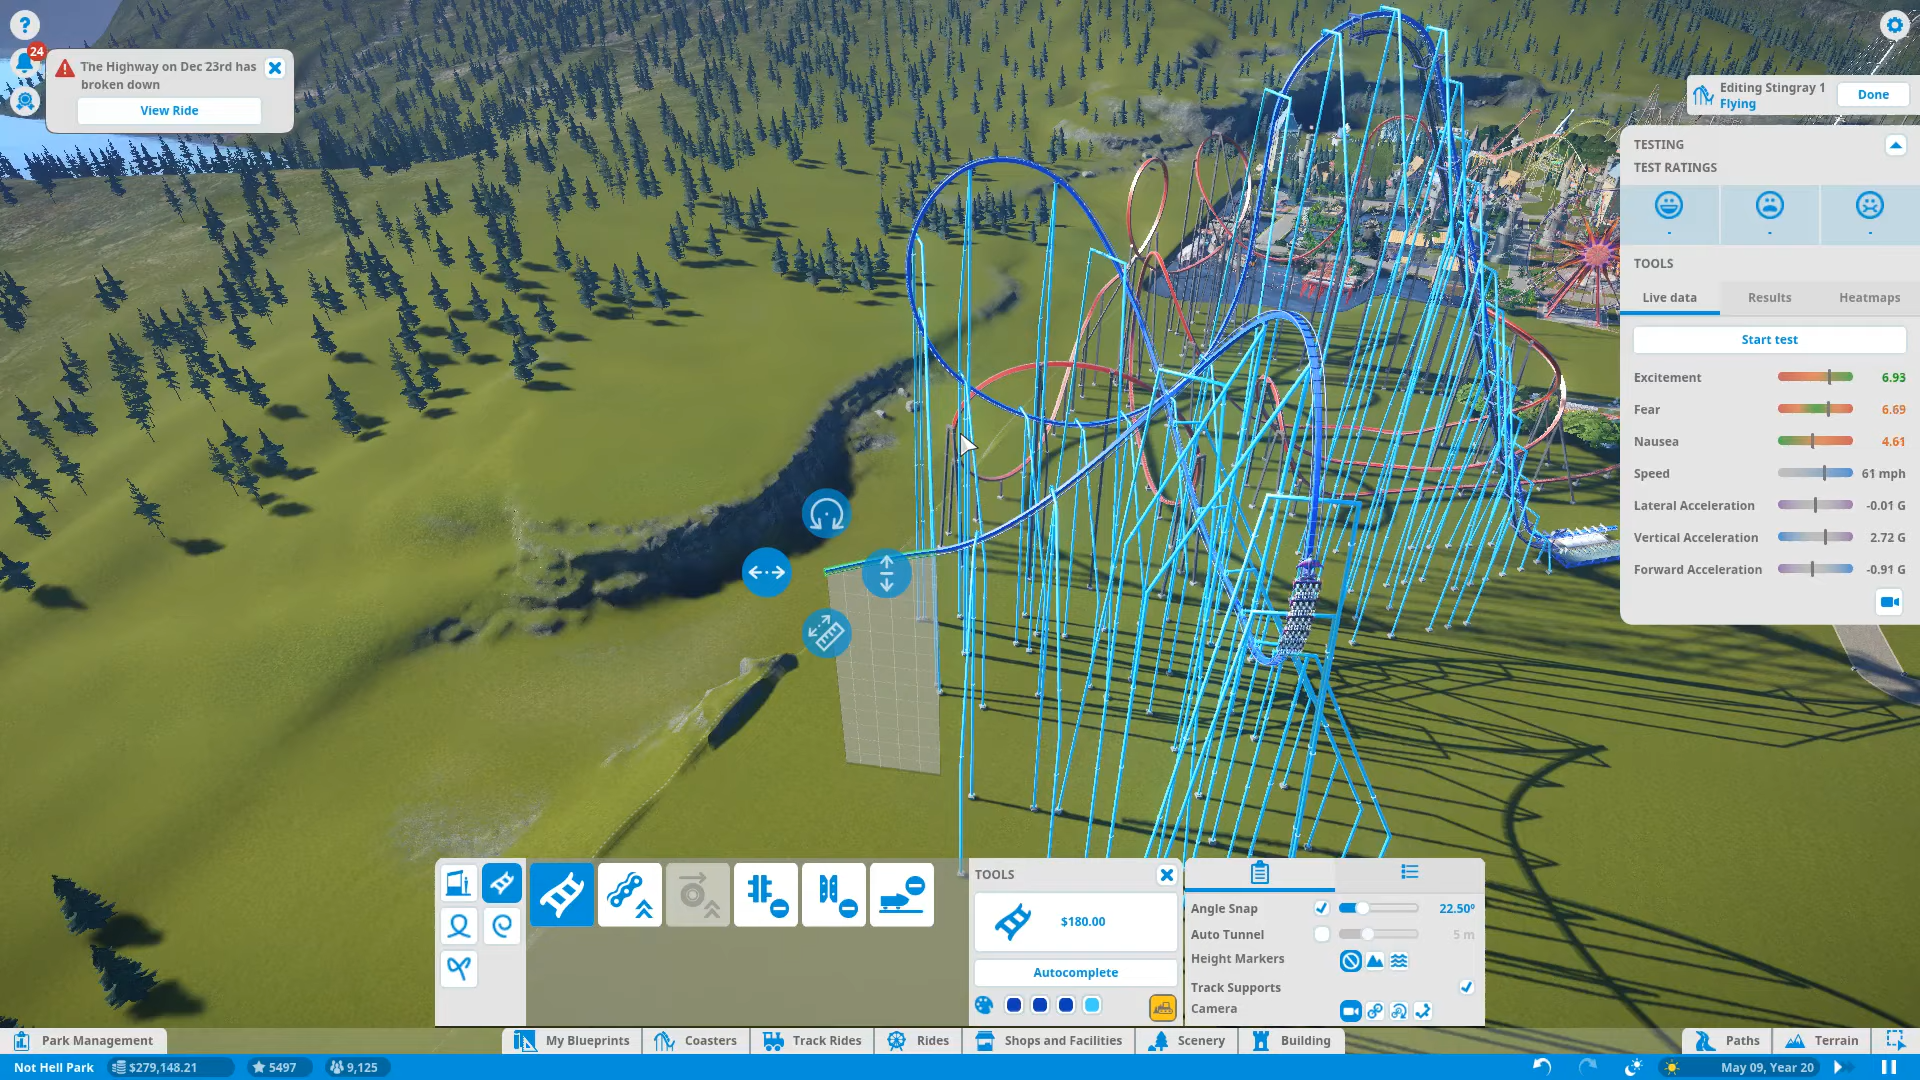 ?
24
The Highway on Dec 23rd has
broken down
View Ride
Editing Stingray 1
Flying
Done
TESTING
TEST RATINGS
-
-
-
TOOLS
Live data
Results
Heatmaps
Start test
Excitement
6.93
Fear
6.69
Nausea
4.61
Speed
61 mph
Lateral Acceleration
-0.01 G
Vertical Acceleration
2.72 G
Forward Acceleration
-0.91 G
TOOLS
$180.00
Autocomplete
Angle Snap
22.50º
Auto Tunnel
5 m
Height Markers
Track Supports
Camera
Park Management
My Blueprints
Coasters
Track Rides
Rides
Shops and Facilities
Scenery
Building
Paths
Terrain
Not Hell Park
$279,148.21
5497
9,125
May 09, Year 20